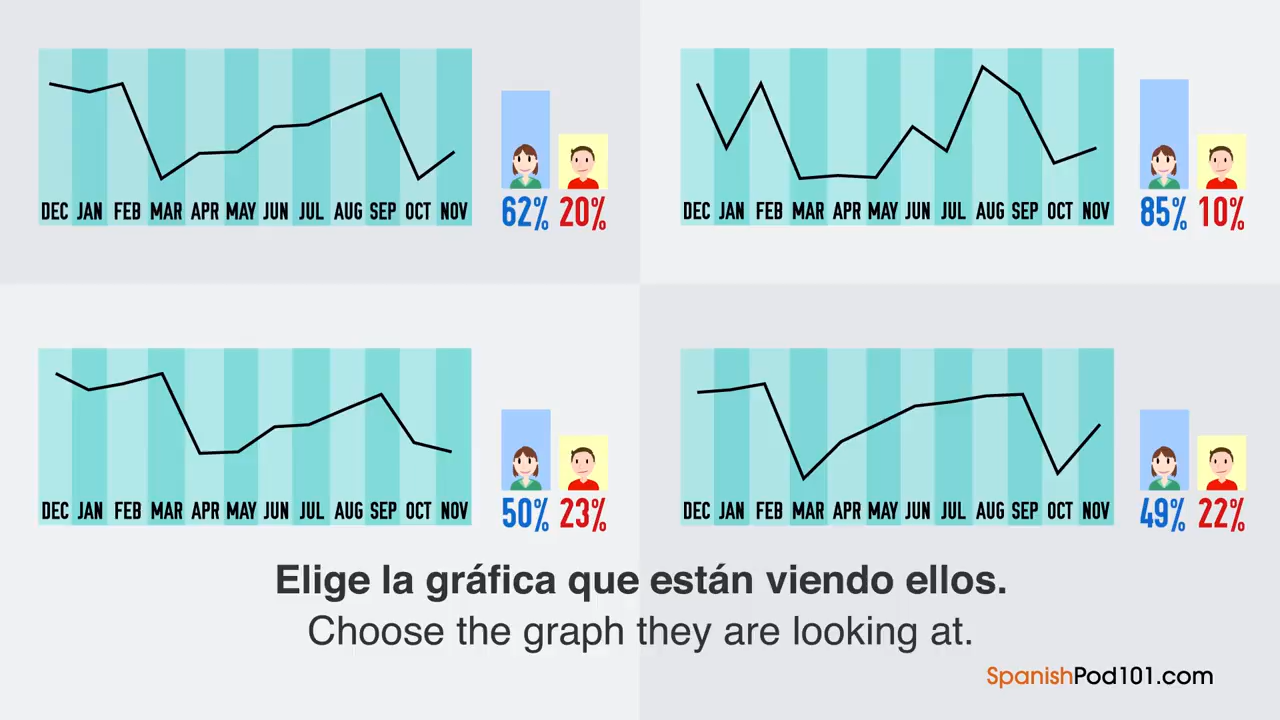 DEC JAN FEB MAR APR MAY JUN JUL AUG SEP OCT NOV
62% 20%
DEC JAN FEB MAR APR MAY JUN JUL AUG SEP OCT NOV
85% 10%
DEC JAN FEB MAR APR MAY JUN JUL AUG SEP OCT NOV
50% 23%
DEC JAN FEB MAR APR MAY JUN JUL AUG SEP OCT NOV
49% 22%
Elige la gráfica que están viendo ellos.
Choose the graph they are looking at.
SpanishPod101.com